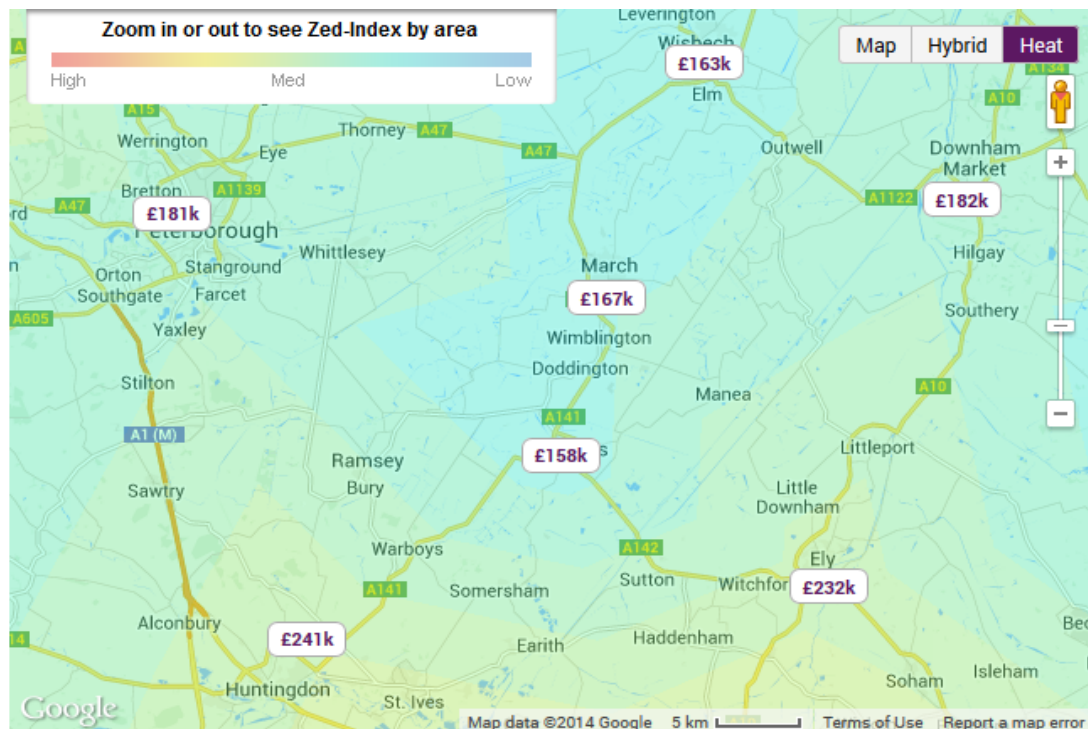 Zoom in or out to see Zed-Index by area
High Med Low
Map Hybrid Heat
Leverington
Wisbech
£163k
Elm
A134
A10
A15
Thorney
A47
A47
Werrington
Eye
Outwell
Downham
Market
Bretton
A1139
A47
£181k
A1122
£182k
Peterborough
Whittlesey
Hilgay
Stanground
March
Orton
Southgate
Farcet
£167k
A605
Yaxley
Southery
Wimblington
Doddington
Stilton
Manea
A10
A141
A1 (M)
£158k
Littleport
Ramsey
Bury
Sawtry
Little
Downham
Warboys
A142
Ely
A141
Somersham
Sutton
Witchfor
£232k
Alconbury
£241k
14
Earith
Haddenham
Isleham
Huntingdon
St. Ives
Soham
Google
Map data ©2014 Google 5 km Terms of Use Report a map error